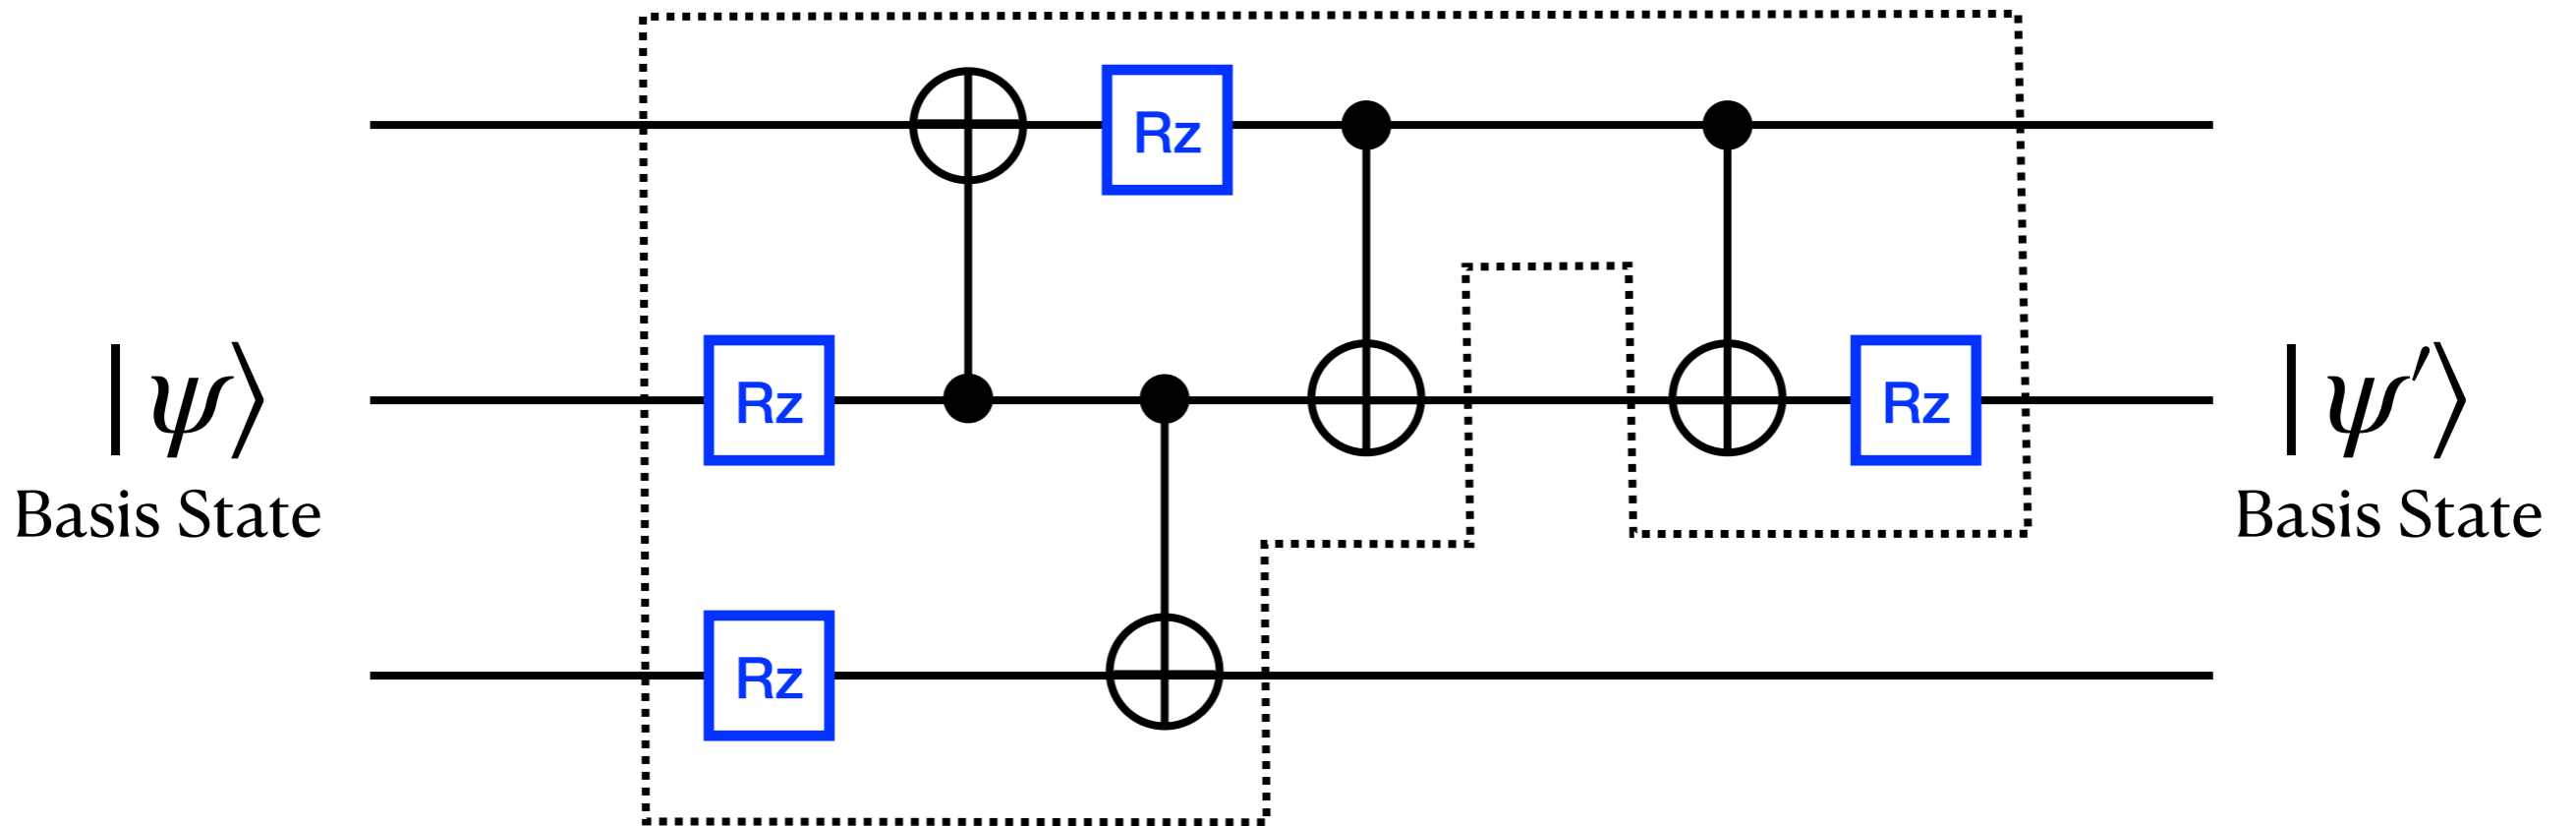 Rz
|ψ⟩
Basis State
Rz
Rz
|ψ′⟩
Basis State
Rz